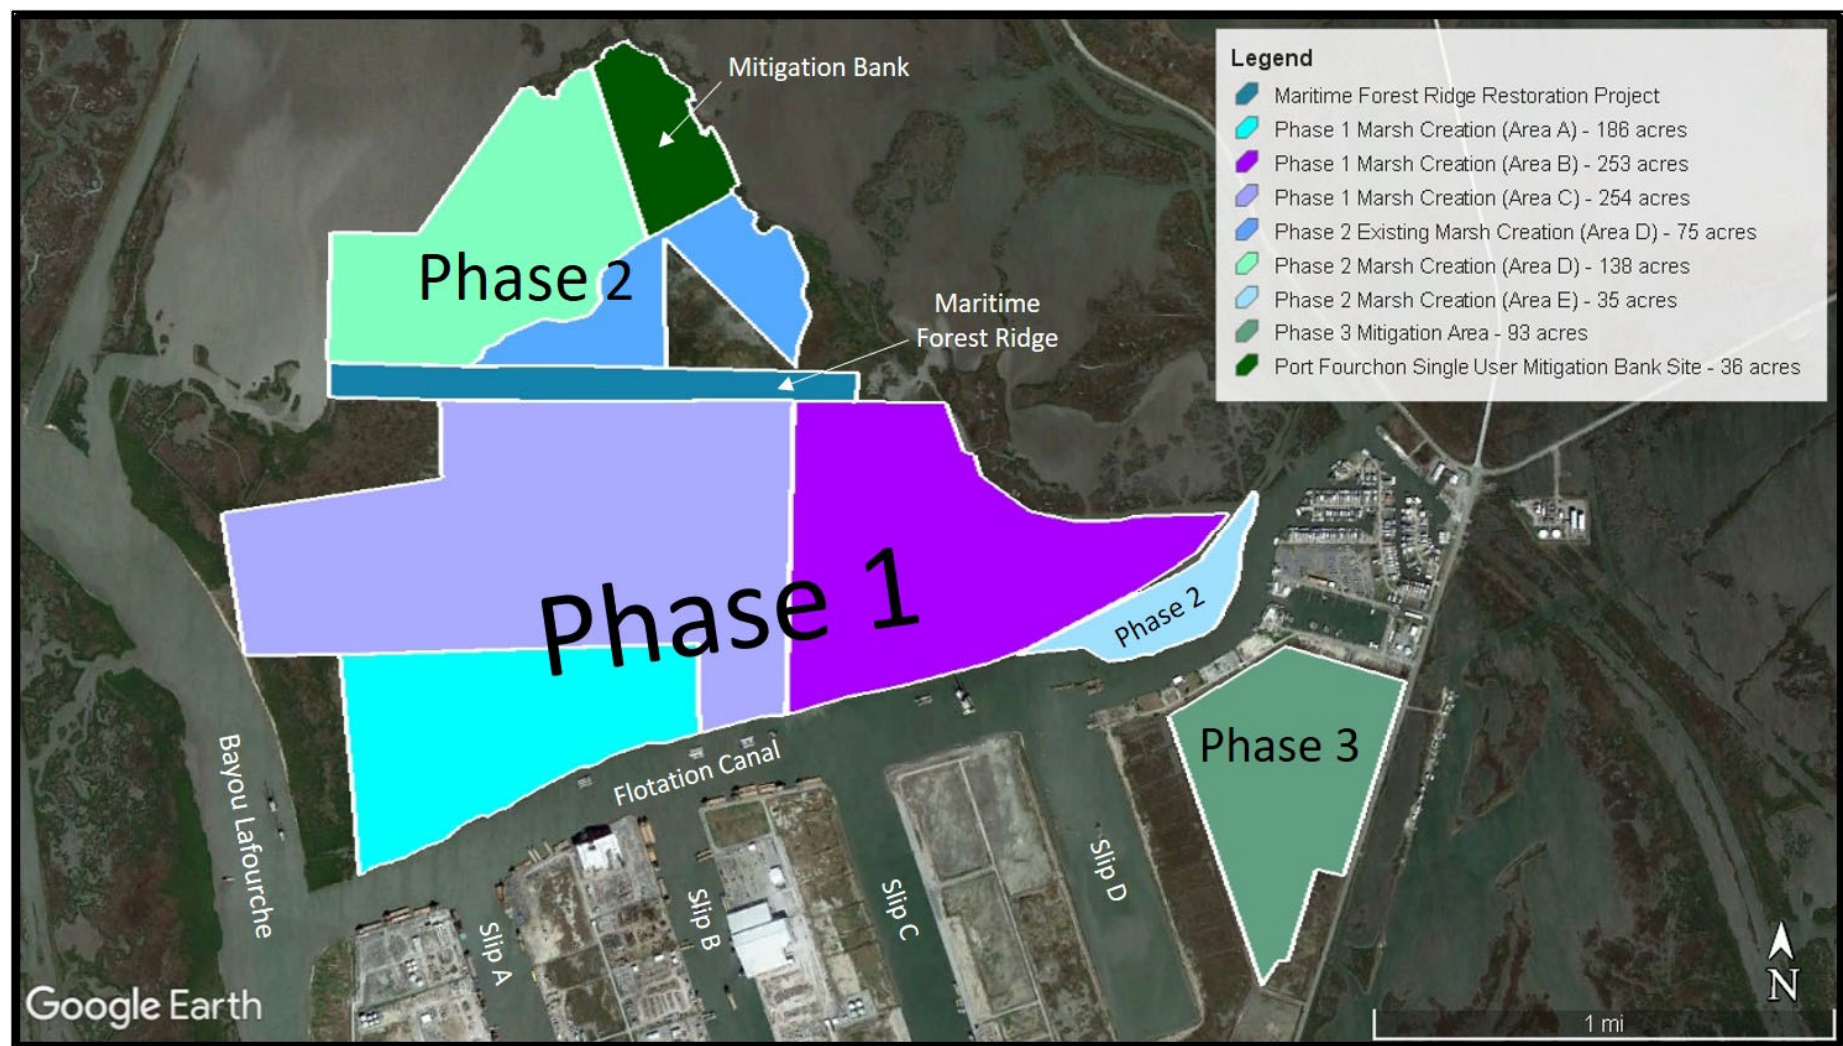 Mitigation Bank
Legend
Maritime Forest Ridge Restoration Project
Phase 1 Marsh Creation (Area A) - 186 acres
Phase 1 Marsh Creation (Area B) - 253 acres
Phase 1 Marsh Creation (Area C) - 254 acres
Phase 2 Existing Marsh Creation (Area D) - 75 acres
Phase 2 Marsh Creation (Area D) - 138 acres
Phase 2 Marsh Creation (Area E) - 35 acres
Phase 3 Mitigation Area - 93 acres
Port Fourchon Single User Mitigation Bank Site - 36 acres
Phase 2
Maritime
Forest Ridge
Phase 1
Phase 2
Phase 3
Bayou Lafourche
Flotation Canal
Slip A
Slip B
Slip C
Slip D
Google Earth
N
1 mi